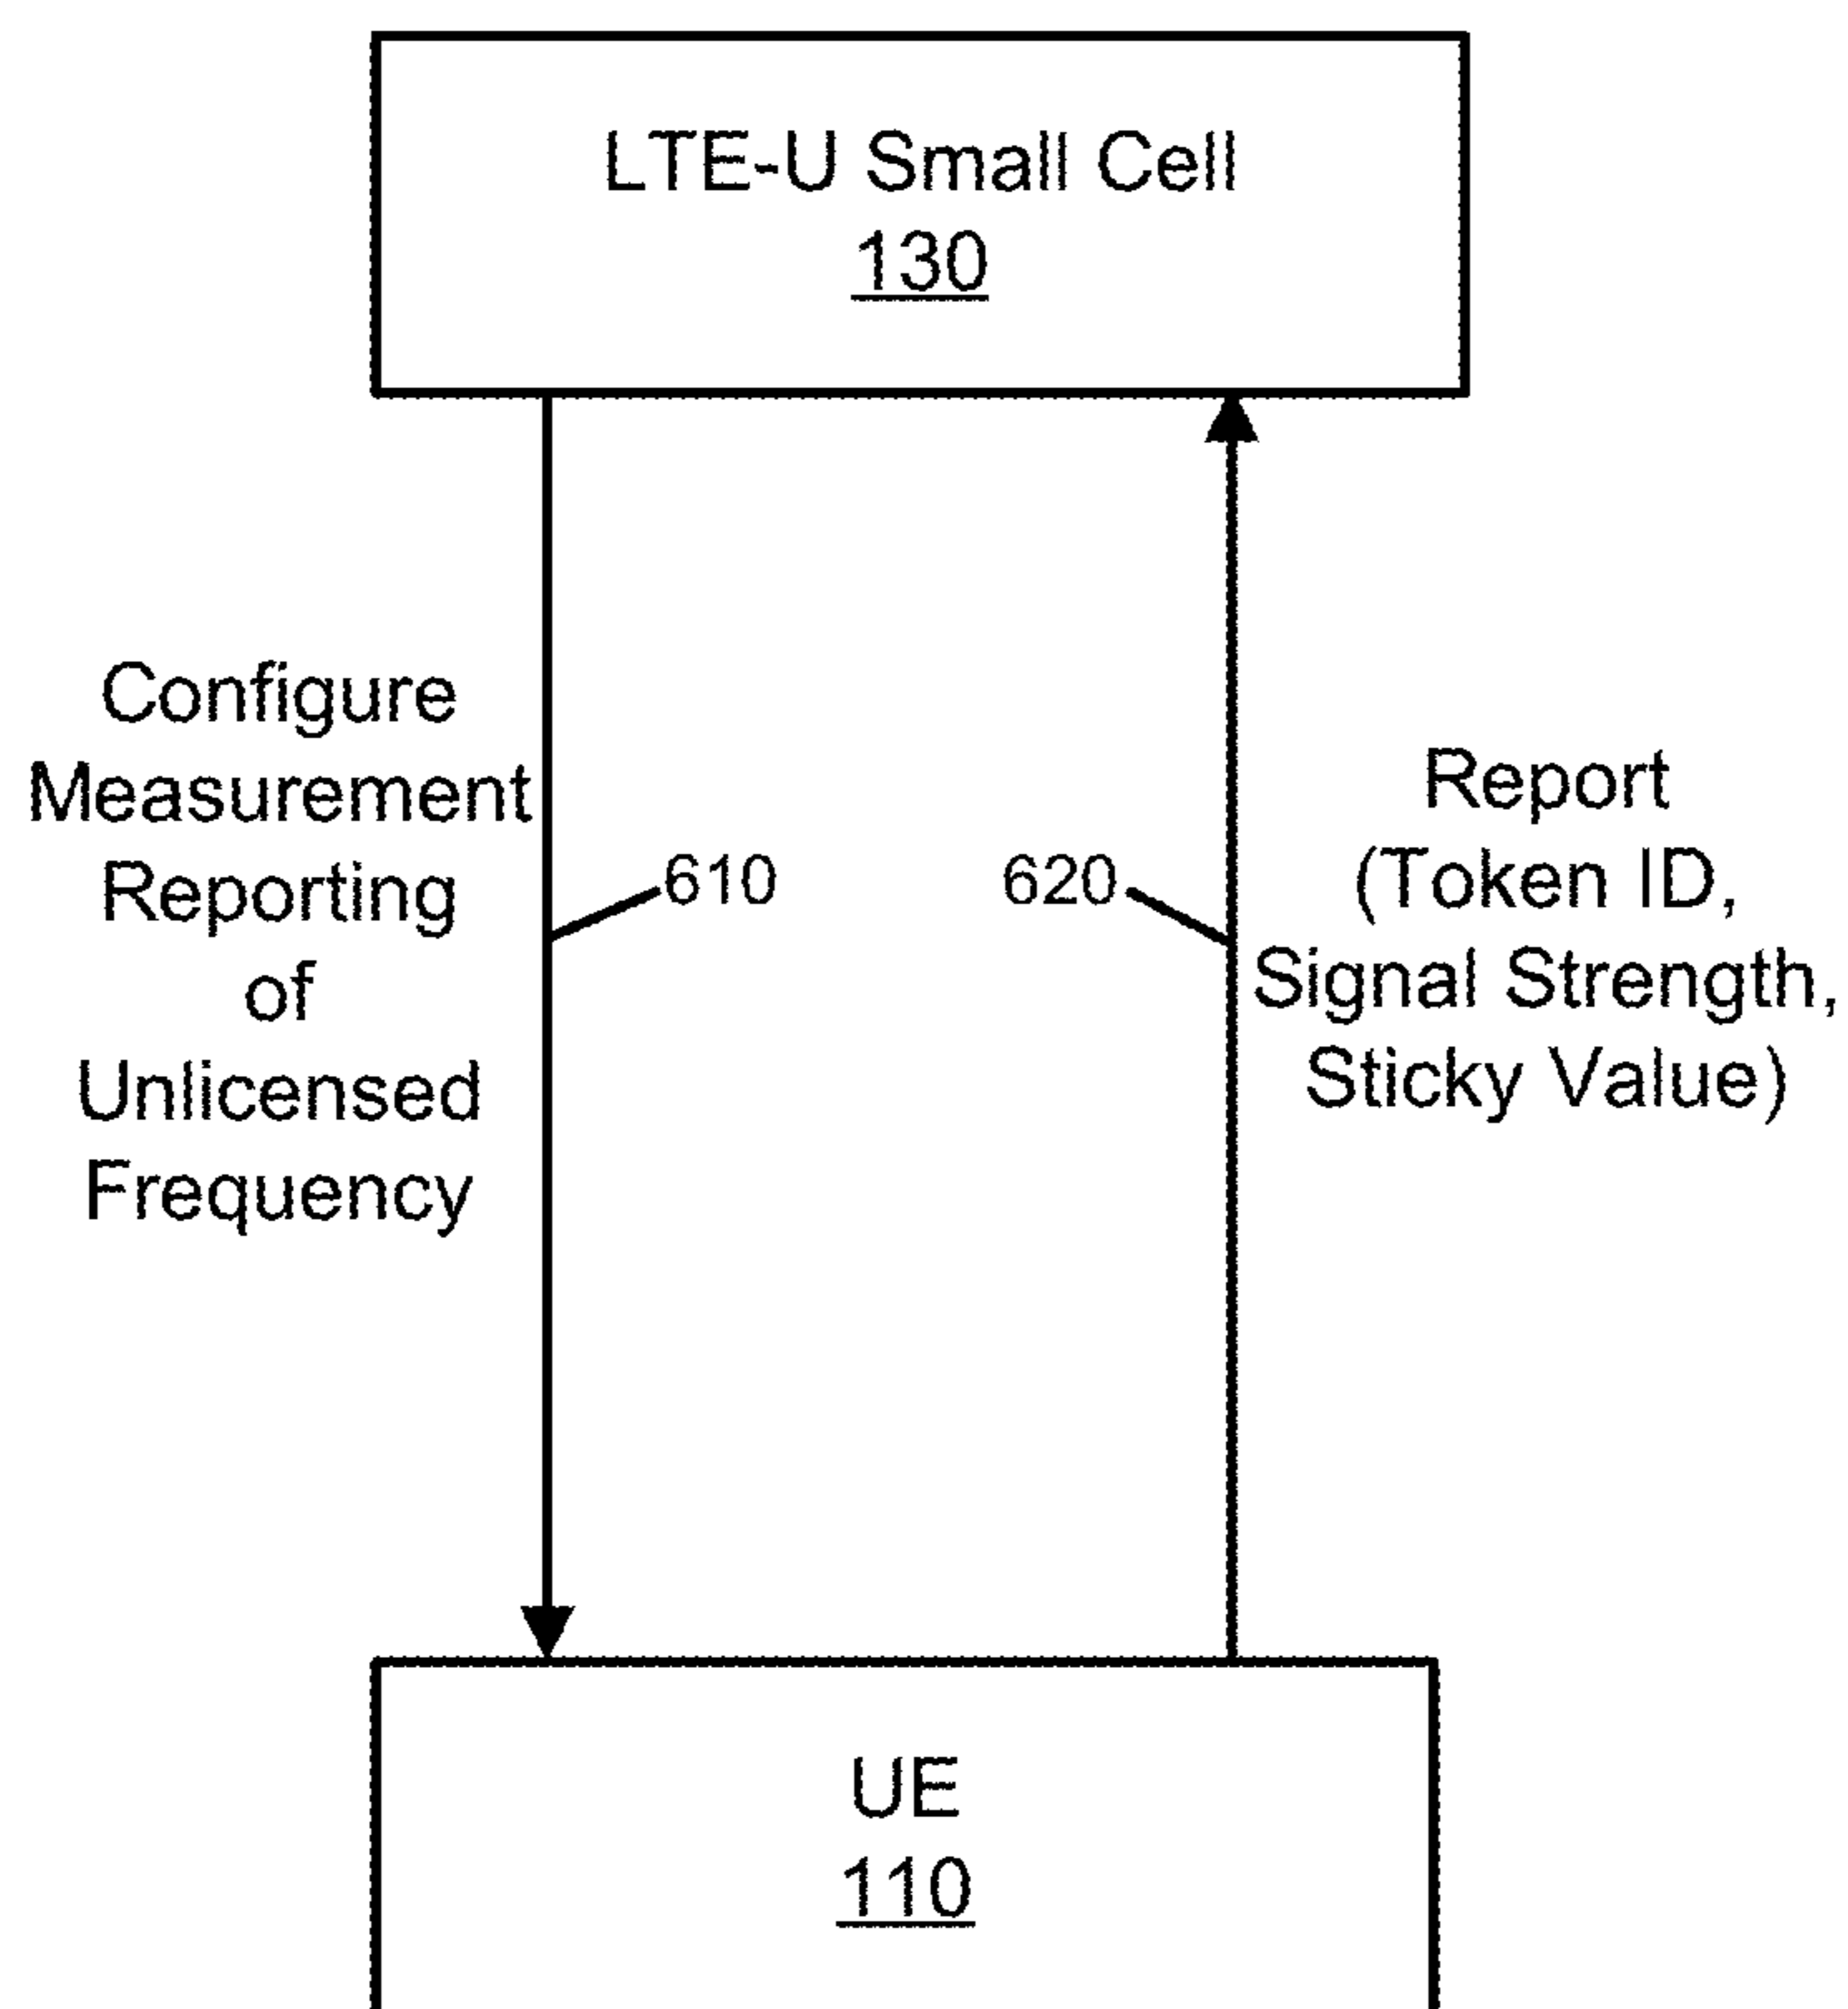 LTE-U Small Cell
130
Configure
Measurement
Reporting
of
Unlicensed
Frequency
610
620
Report
(Token ID,
Signal Strength,
Sticky Value)
UE
110